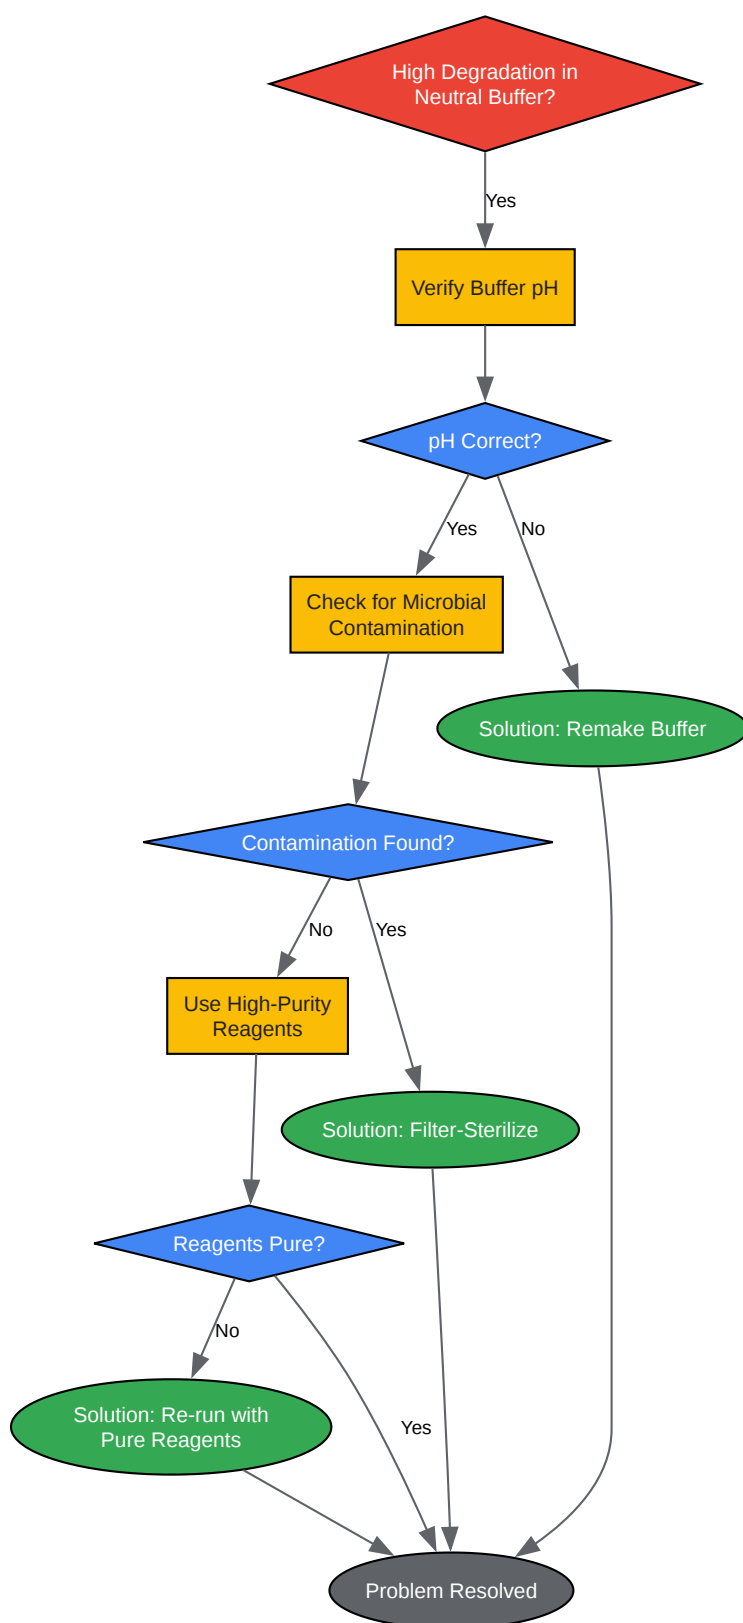 High Degradation in
Neutral Buffer?
Yes
Verify Buffer pH
pH Correct?
Yes
No
Check for Microbial
Contamination
Solution: Remake Buffer
Contamination Found?
No
Yes
Use High-Purity
Reagents
Solution: Filter-Sterilize
Reagents Pure?
No
Solution: Re-run with
Pure Reagents
Yes
Problem Resolved